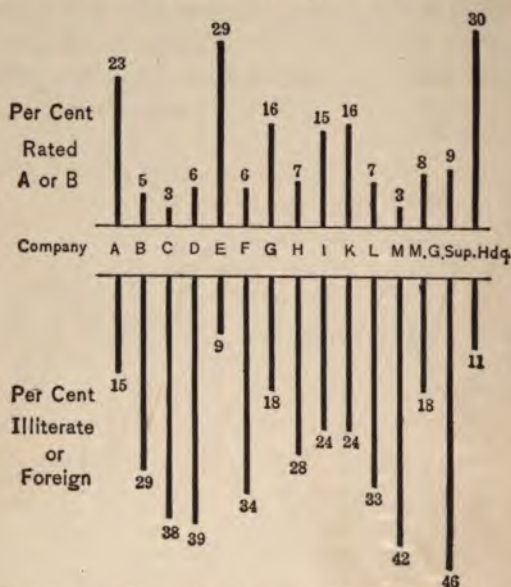 30
29
23
16 16
15
Per Cent
Rated
A or B
5 3 6 6 7 7 3 8 9
Company A B C D E F G H I K L M M.G. Sup. Hdq.
9
11
15
18 18
Per Cent
Illiterate
or
Foreign
24 24
28
29
33
34
38
39
42
46